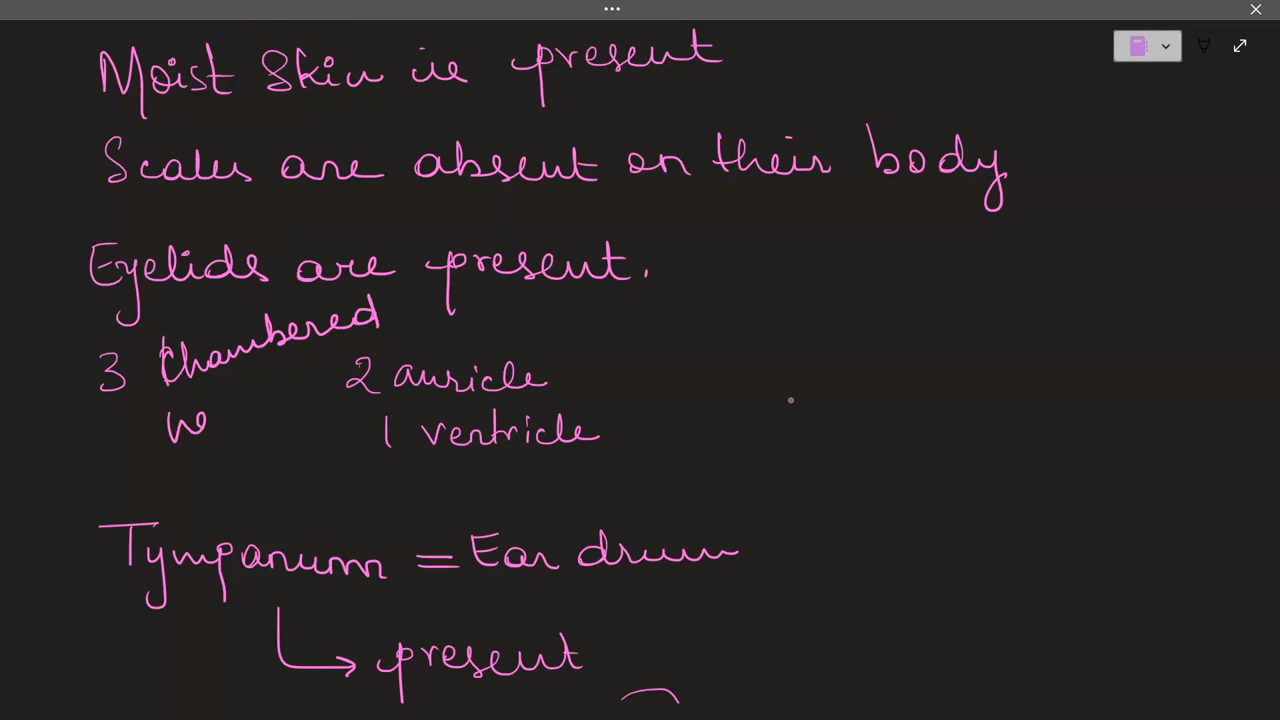 Moist Skin is present
Scales are absent on their body
Eyelids are present.
3 Chambered
2 auricle
1 ventricle
Tympanum = Ear drum
present